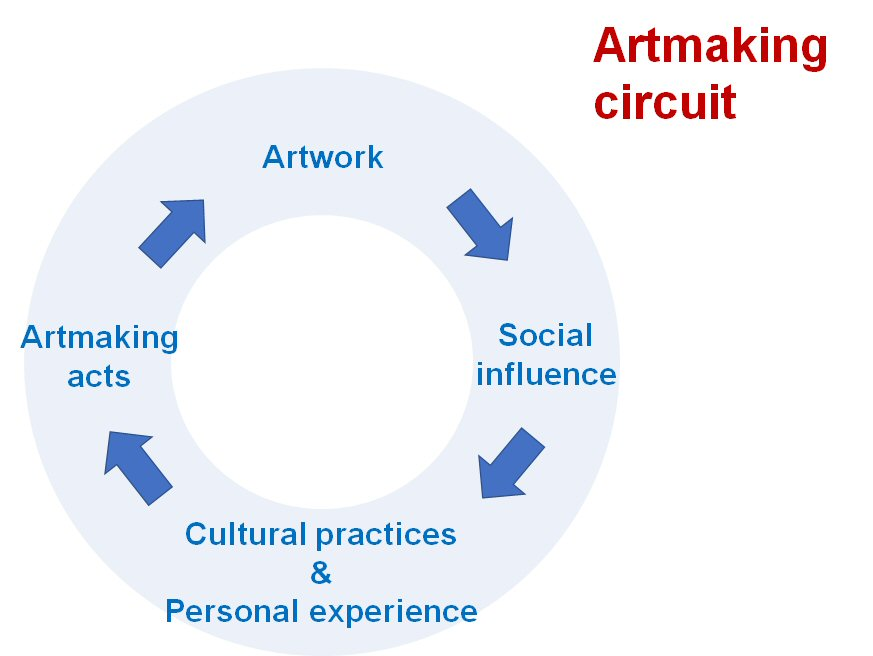 Artmaking
circuit
Artwork
Social
influence
Cultural practices
&
Personal experience
Artmaking
acts